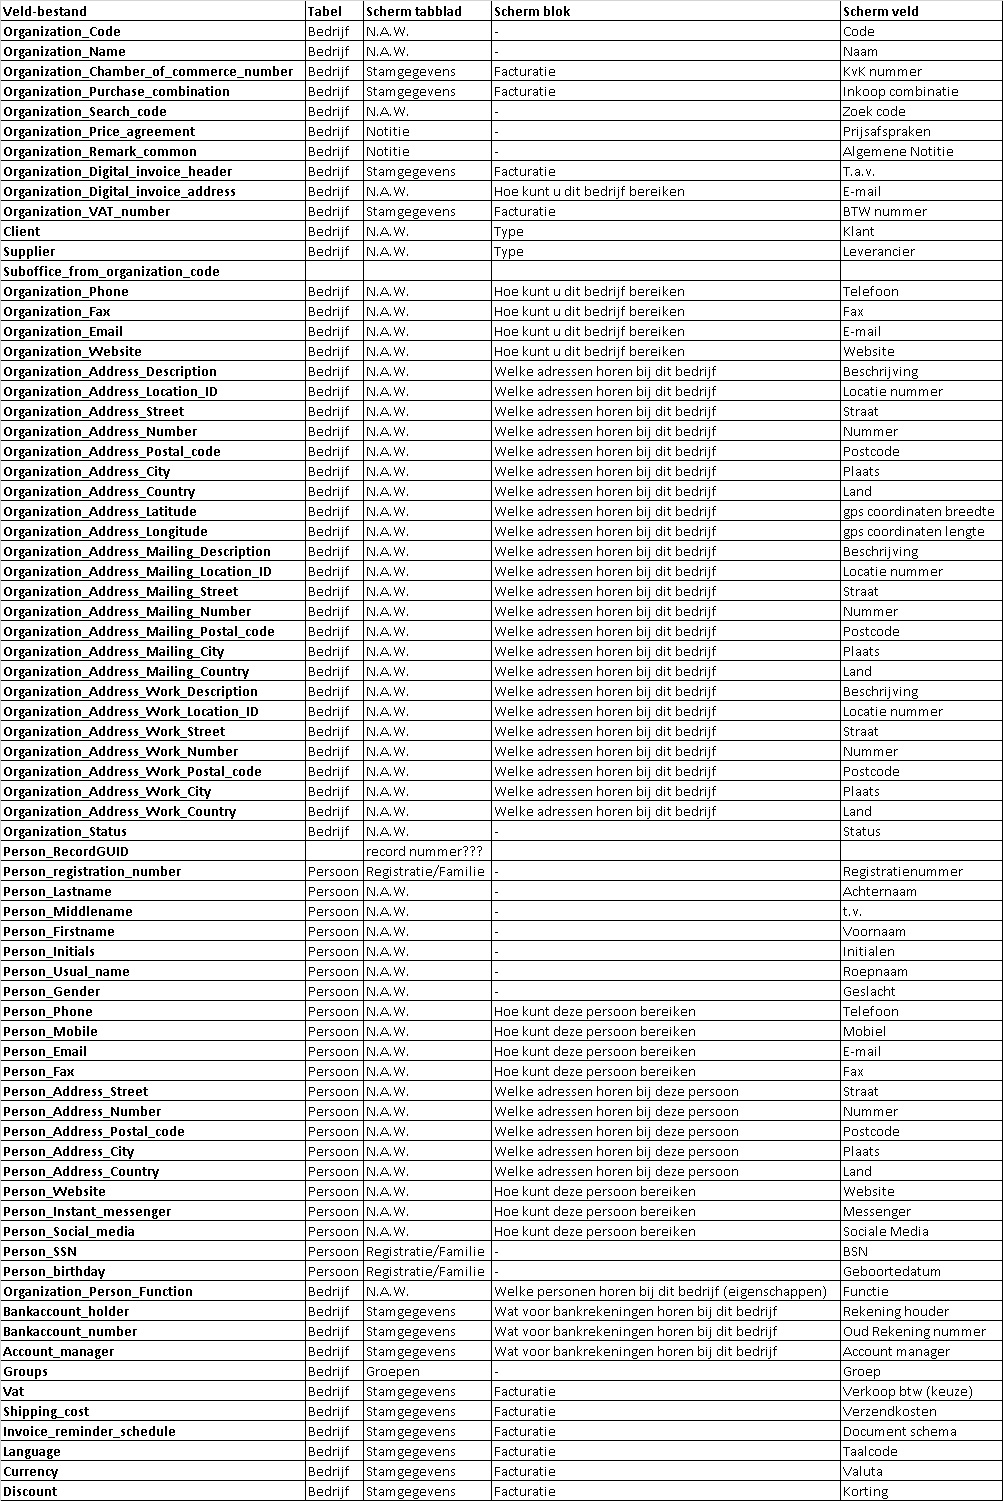 Veld-bestand Tabel Scherm tabblad Scherm blok Scherm veld
Organization_Code Bedrijf N.A.W. - Code
Organization_Name Bedrijf N.A.W. - Naam
Organization_Chamber_of_commerce_number Bedrijf Stamgegevens Facturatie KvK nummer
Organization_Purchase_combination Bedrijf Stamgegevens Facturatie Inkoop combinatie
Organization_Search_code Bedrijf N.A.W. - Zoek code
Organization_Price_agreement Bedrijf Notitie - Prijsafspraken
Organization_Remark_common Bedrijf Notitie - Algemene Notitie
Organization_Digital_invoice_header Bedrijf Stamgegevens Facturatie T.a.v.
Organization_Digital_invoice_address Bedrijf N.A.W. Hoe kunt u dit bedrijf bereiken E-mail
Organization_VAT_number Bedrijf Stamgegevens Facturatie BTW nummer
Client Bedrijf N.A.W. Type Klant
Supplier Bedrijf N.A.W. Type Leverancier
Suboffice_from_organization_code
Organization_Phone Bedrijf N.A.W. Hoe kunt u dit bedrijf bereiken Telefoon
Organization_Fax Bedrijf N.A.W. Hoe kunt u dit bedrijf bereiken Fax
Organization_Email Bedrijf N.A.W. Hoe kunt u dit bedrijf bereiken E-mail
Organization_Website Bedrijf N.A.W. Hoe kunt u dit bedrijf bereiken Website
Organization_Address_Description Bedrijf N.A.W. Welke adressen horen bij dit bedrijf Beschrijving
Organization_Address_Location_ID Bedrijf N.A.W. Welke adressen horen bij dit bedrijf Locatie nummer
Organization_Address_Street Bedrijf N.A.W. Welke adressen horen bij dit bedrijf Straat
Organization_Address_Number Bedrijf N.A.W. Welke adressen horen bij dit bedrijf Nummer
Organization_Address_Postal_code Bedrijf N.A.W. Welke adressen horen bij dit bedrijf Postcode
Organization_Address_City Bedrijf N.A.W. Welke adressen horen bij dit bedrijf Plaats
Organization_Address_Country Bedrijf N.A.W. Welke adressen horen bij dit bedrijf Land
Organization_Address_Latitude Bedrijf N.A.W. Welke adressen horen bij dit bedrijf gps coordinaten breedte
Organization_Address_Longitude Bedrijf N.A.W. Welke adressen horen bij dit bedrijf gps coordinaten lengte
Organization_Address_Mailing_Description Bedrijf N.A.W. Welke adressen horen bij dit bedrijf Beschrijving
Organization_Address_Mailing_Location_ID Bedrijf N.A.W. Welke adressen horen bij dit bedrijf Locatie nummer
Organization_Address_Mailing_Street Bedrijf N.A.W. Welke adressen horen bij dit bedrijf Straat
Organization_Address_Mailing_Number Bedrijf N.A.W. Welke adressen horen bij dit bedrijf Nummer
Organization_Address_Mailing_Postal_code Bedrijf N.A.W. Welke adressen horen bij dit bedrijf Postcode
Organization_Address_Mailing_City Bedrijf N.A.W. Welke adressen horen bij dit bedrijf Plaats
Organization_Address_Mailing_Country Bedrijf N.A.W. Welke adressen horen bij dit bedrijf Land
Organization_Address_Work_Description Bedrijf N.A.W. Welke adressen horen bij dit bedrijf Beschrijving
Organization_Address_Work_Location_ID Bedrijf N.A.W. Welke adressen horen bij dit bedrijf Locatie nummer
Organization_Address_Work_Street Bedrijf N.A.W. Welke adressen horen bij dit bedrijf Straat
Organization_Address_Work_Number Bedrijf N.A.W. Welke adressen horen bij dit bedrijf Nummer
Organization_Address_Work_Postal_code Bedrijf N.A.W. Welke adressen horen bij dit bedrijf Postcode
Organization_Address_Work_City Bedrijf N.A.W. Welke adressen horen bij dit bedrijf Plaats
Organization_Address_Work_Country Bedrijf N.A.W. Welke adressen horen bij dit bedrijf Land
Organization_Status Bedrijf N.A.W. - Status
Person_RecordGUID record nummer???
Person_registration_number Persoon Registratie/Familie - Registratienummer
Person_Lastname Persoon N.A.W. - Achternaam
Person_Middlename Persoon N.A.W. - t.v.
Person_Firstname Persoon N.A.W. - Voornaam
Person_Initials Persoon N.A.W. - Initialen
Person_Usual_name Persoon N.A.W. - Roepnaam
Person_Gender Persoon N.A.W. - Geslacht
Person_Phone Persoon N.A.W. Hoe kunt deze persoon bereiken Telefoon
Person_Mobile Persoon N.A.W. Hoe kunt deze persoon bereiken Mobiel
Person_Email Persoon N.A.W. Hoe kunt deze persoon bereiken E-mail
Person_Fax Persoon N.A.W. Hoe kunt deze persoon bereiken Fax
Person_Address_Street Persoon N.A.W. Welke adressen horen bij deze persoon Straat
Person_Address_Number Persoon N.A.W. Welke adressen horen bij deze persoon Nummer
Person_Address_Postal_code Persoon N.A.W. Welke adressen horen bij deze persoon Postcode
Person_Address_City Persoon N.A.W. Welke adressen horen bij deze persoon Plaats
Person_Address_Country Persoon N.A.W. Welke adressen horen bij deze persoon Land
Person_Website Persoon N.A.W. Hoe kunt deze persoon bereiken Website
Person_Instant_messenger Persoon N.A.W. Hoe kunt deze persoon bereiken Messenger
Person_Social_media Persoon N.A.W. Hoe kunt deze persoon bereiken Sociale Media
Person_SSN Persoon Registratie/Familie - BSN
Person_birthday Persoon Registratie/Familie - Geboortedatum
Organization_Person_Function Bedrijf N.A.W. Welke personen horen bij dit bedrijf (eigenschappen) Functie
Bankaccount_holder Bedrijf Stamgegevens Wat voor bankrekeningen horen bij dit bedrijf Rekening houder
Bankaccount_number Bedrijf Stamgegevens Wat voor bankrekeningen horen bij dit bedrijf Oud Rekening nummer
Account_manager Bedrijf Stamgegevens Wat voor bankrekeningen horen bij dit bedrijf Account manager
Groups Bedrijf Groepen - Groep
Vat Bedrijf Stamgegevens Facturatie Verkoop btw (keuze)
Shipping_cost Bedrijf Stamgegevens Facturatie Verzendkosten
Invoice_reminder_schedule Bedrijf Stamgegevens Facturatie Document schema
Language Bedrijf Stamgegevens Facturatie Taalcode
Currency Bedrijf Stamgegevens Facturatie Valuta
Discount Bedrijf Stamgegevens Facturatie Korting